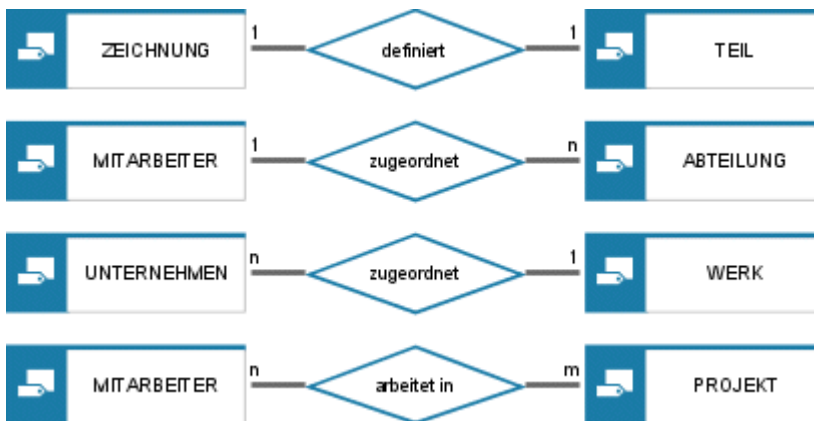 ZEICHNUNG 1 definiert 1 TEIL
MITARBEITER 1 zugeordnet n ABTEILUNG
UNTERNEHMEN n zugeordnet 1 WERK
MITARBEITER n arbeitet in m PROJEKT